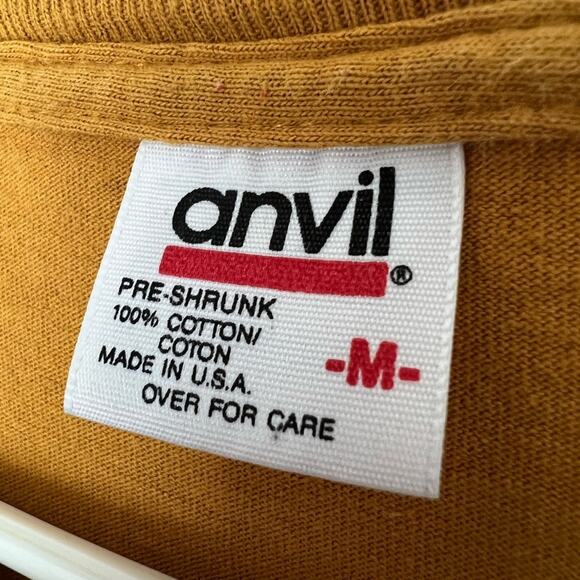 anvil®
PRE-SHRUNK
100% COTTON/
COTON
MADE IN U.S.A.
-M-
OVER FOR CARE